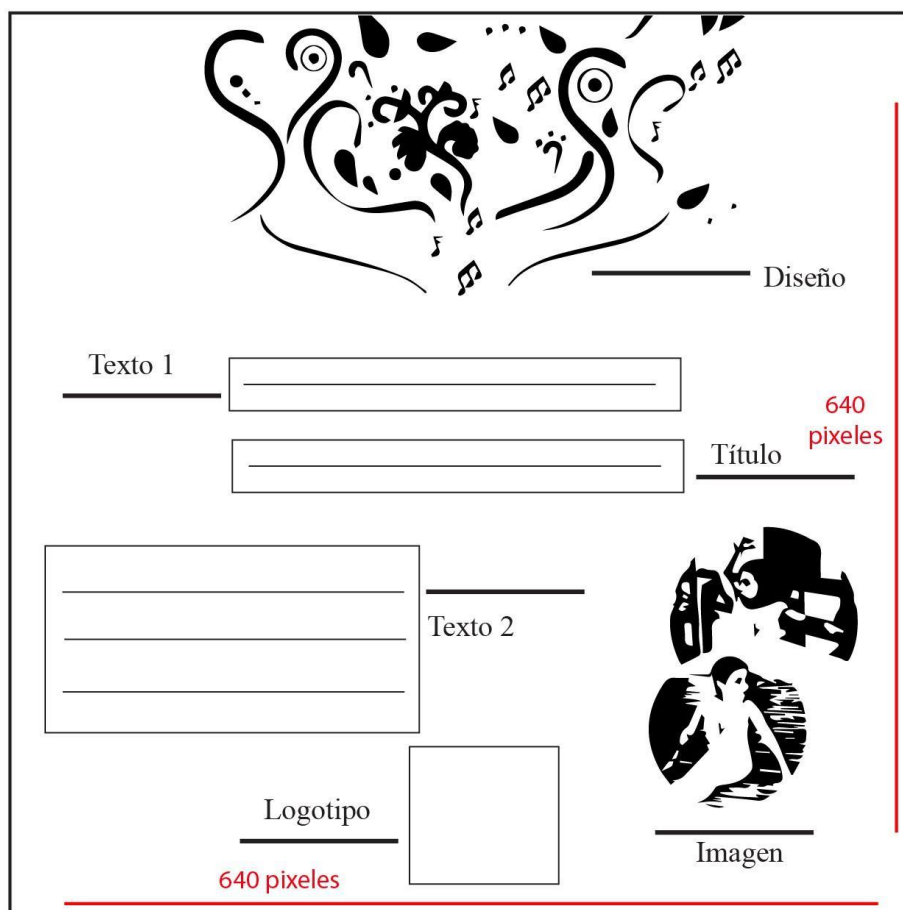 Diseño
Texto 1
640
pixeles
Título
Texto 2
Logotipo
Imagen
640 pixeles